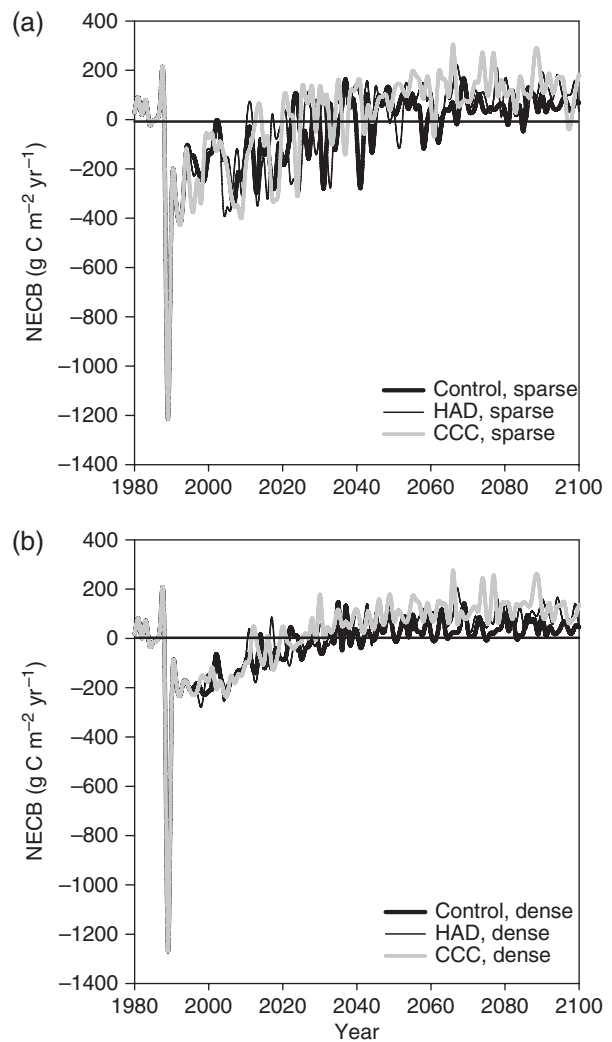 (a)
400
200
0
−200
−400
−600
−800
−1000
−1200
−1400
NECB (g C m−2 yr−1)
Control, sparse
HAD, sparse
CCC, sparse
1980 2000 2020 2040 2060 2080 2100
(b)
400
200
0
−200
−400
−600
−800
−1000
−1200
−1400
NECB (g C m−2 yr−1)
Control, dense
HAD, dense
CCC, dense
1980 2000 2020 2040 2060 2080 2100
Year